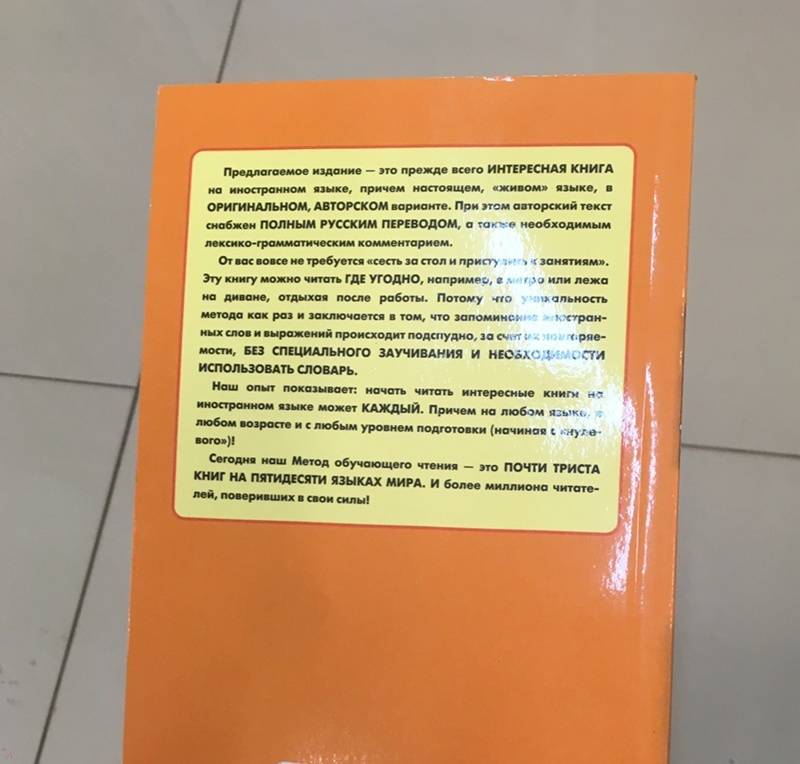 Предлагаемое издание — это прежде всего ИНТЕРЕСНАЯ КНИГА
на иностранном языке, причем настоящем, «живом» языке, в
ОРИГИНАЛЬНОМ, АВТОРСКОМ варианте. При этом авторский текст
снабжен ПОЛНЫМ РУССКИМ ПЕРЕВОДОМ, а также необходимым
лексико-грамматическим комментарием.
От вас вовсе не требуется «сесть за стол и приступить к занятиям».
Эту книгу можно читать ГДЕ УГОДНО, например, в метро или лежа
на диване, отдыхая после работы. Потому что уникальность
метода как раз и заключается в том, что запоминание иностран-
ных слов и выражений происходит подспудно, за счет их повторяе-
мости, БЕЗ СПЕЦИАЛЬНОГО ЗАУЧИВАНИЯ И НЕОБХОДИМОСТИ
ИСПОЛЬЗОВАТЬ СЛОВАРЬ.
Наш опыт показывает: начать читать интересные книги на
иностранном языке может КАЖДЫЙ. Причем на любом языке, в
любом возрасте и с любым уровнем подготовки (начиная с «нуле-
вого»)!
Сегодня наш Метод обучающего чтения — это ПОЧТИ ТРИСТА
КНИГ НА ПЯТИДЕСЯТИ ЯЗЫКАХ МИРА. И более миллиона читате-
лей, поверивших в свои силы!